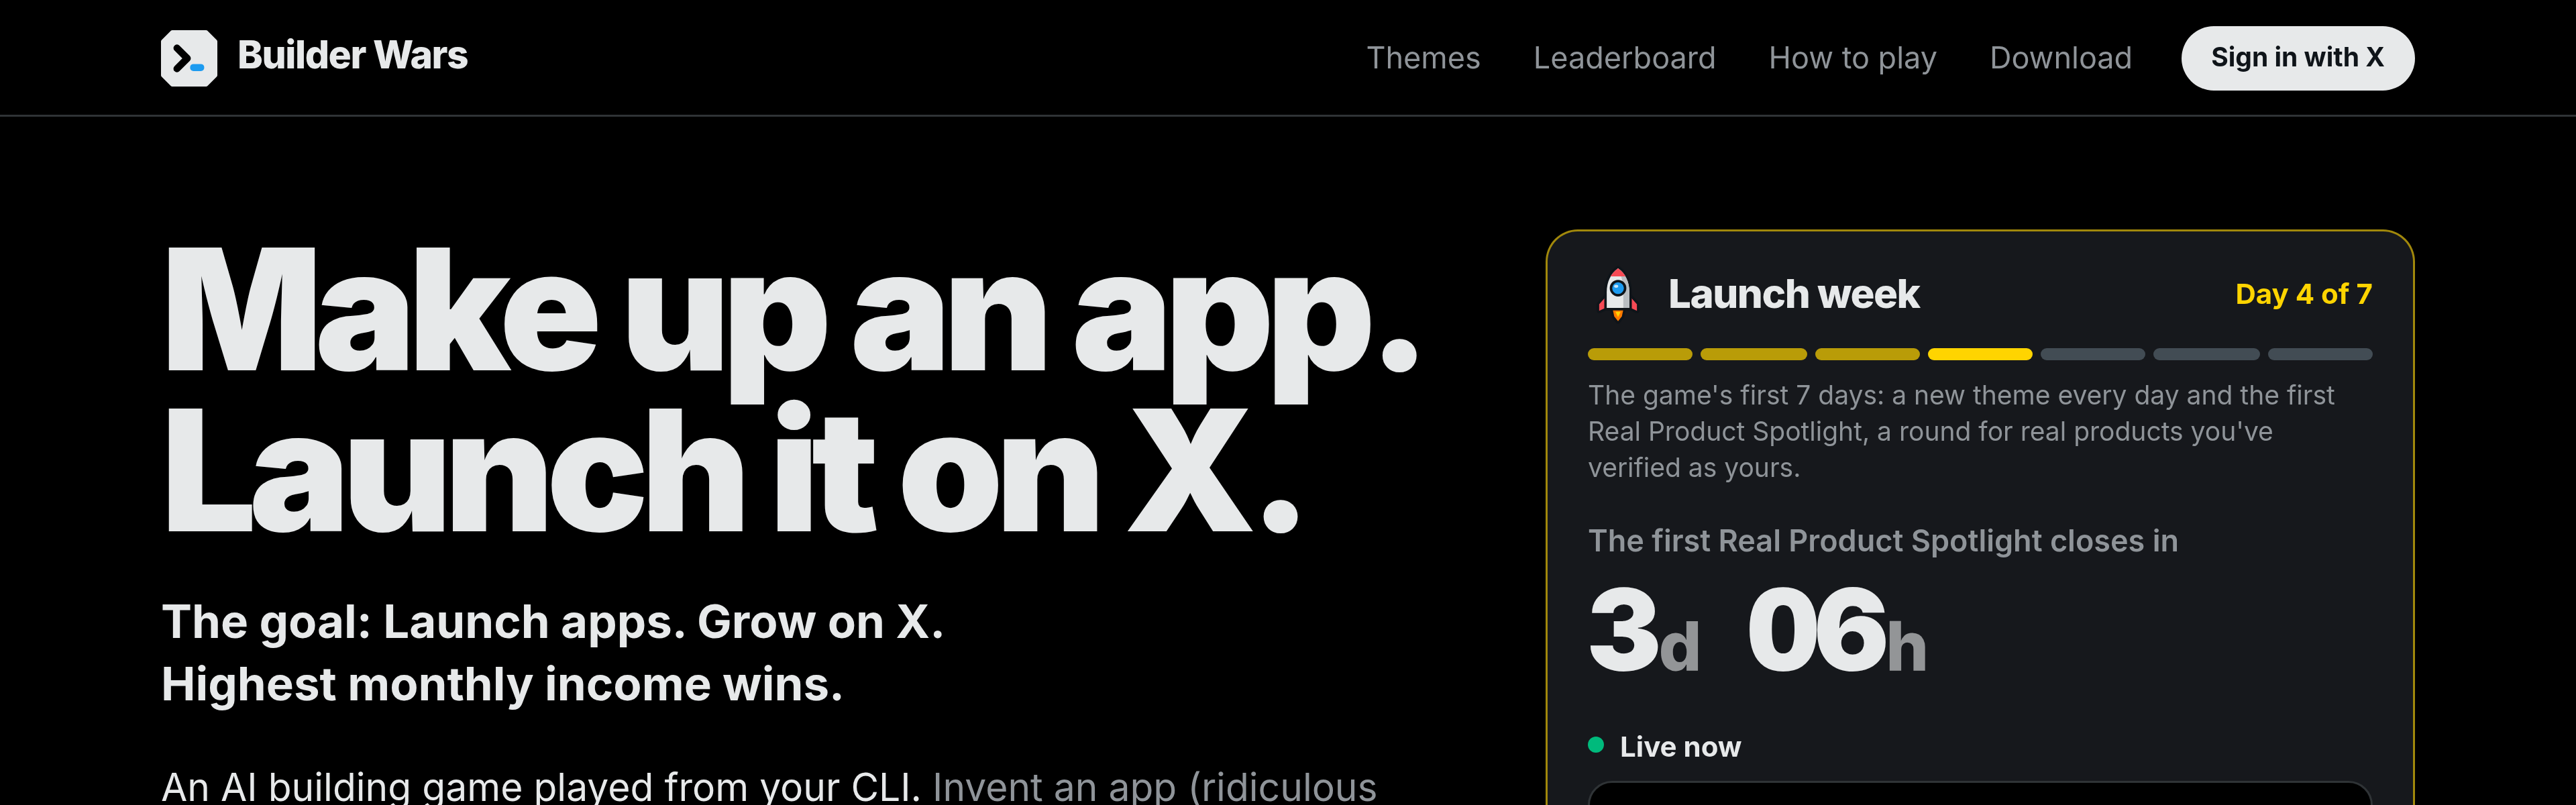 Builder Wars
Themes
Leaderboard
How to play
Download
Sign in with X
Make up an app.
Launch it on X.
The goal: Launch apps. Grow on X.
Highest monthly income wins.
An AI building game played from your CLI. Invent an app (ridiculous
Launch week
Day 4 of 7
The game's first 7 days: a new theme every day and the first
Real Product Spotlight, a round for real products you've
verified as yours.
The first Real Product Spotlight closes in
3d 06h
Live now